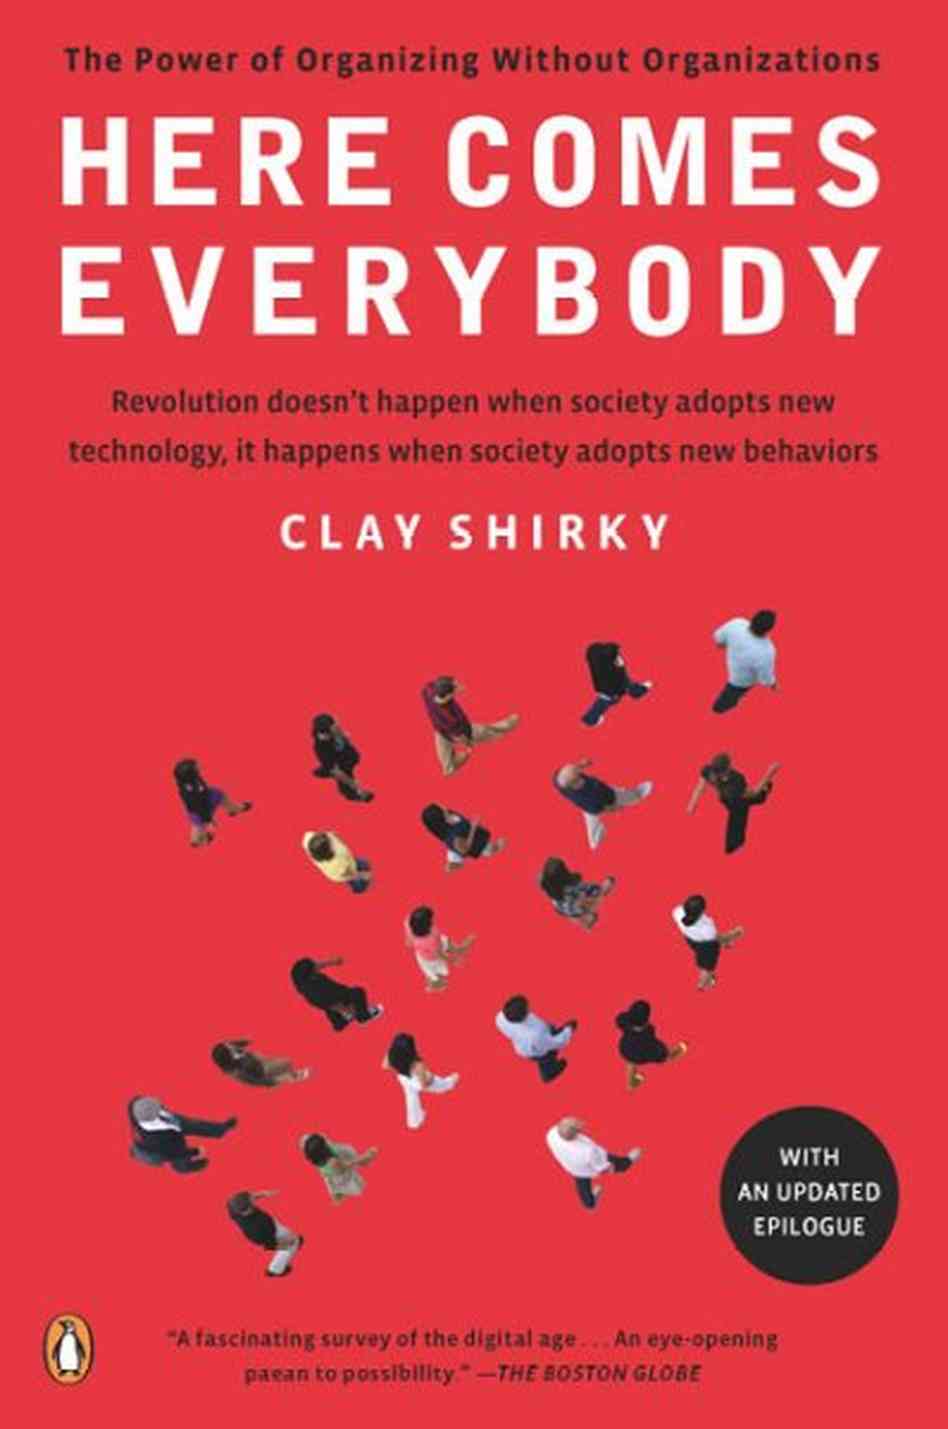 The Power of Organizing Without Organizations
HERE COMES
EVERYBODY
Revolution doesn't happen when society adopts new
technology, it happens when society adopts new behaviors
CLAY SHIRKY
WITH
AN UPDATED
EPILOGUE
“A fascinating survey of the digital age . . . An eye-opening
paean to possibility.” —THE BOSTON GLOBE